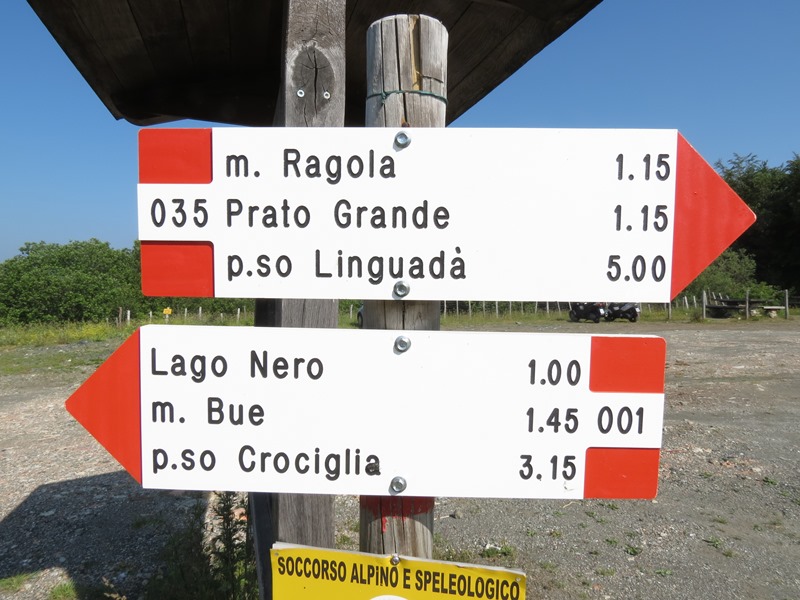 m. Ragola 1.15
035 Prato Grande 1.15
p.so Linguadà 5.00
Lago Nero 1.00
m. Bue 1.45 001
p.so Crociglia 3.15
SOCCORSO ALPINO E SPELEOLOGICO